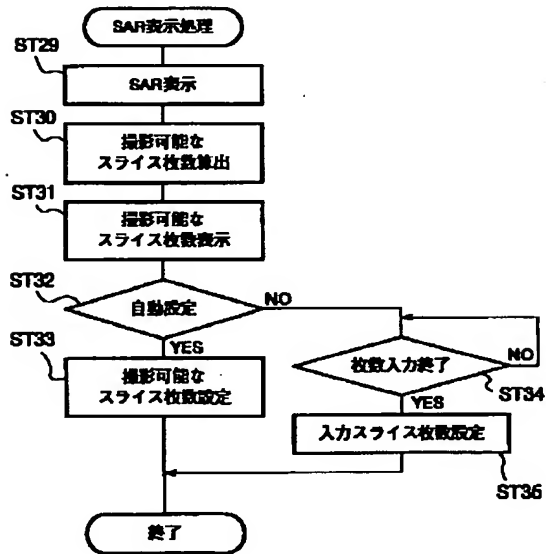 SAR表示処理
ST29
SAR表示
ST30
撮影可能な
スライス枚数算出
ST31
撮影可能な
スライス枚数表示
ST32
自動設定
NO
YES
ST33
撮影可能な
スライス枚数設定
枚数入力終了
NO
ST34
YES
入力スライス枚数設定
ST35
終了